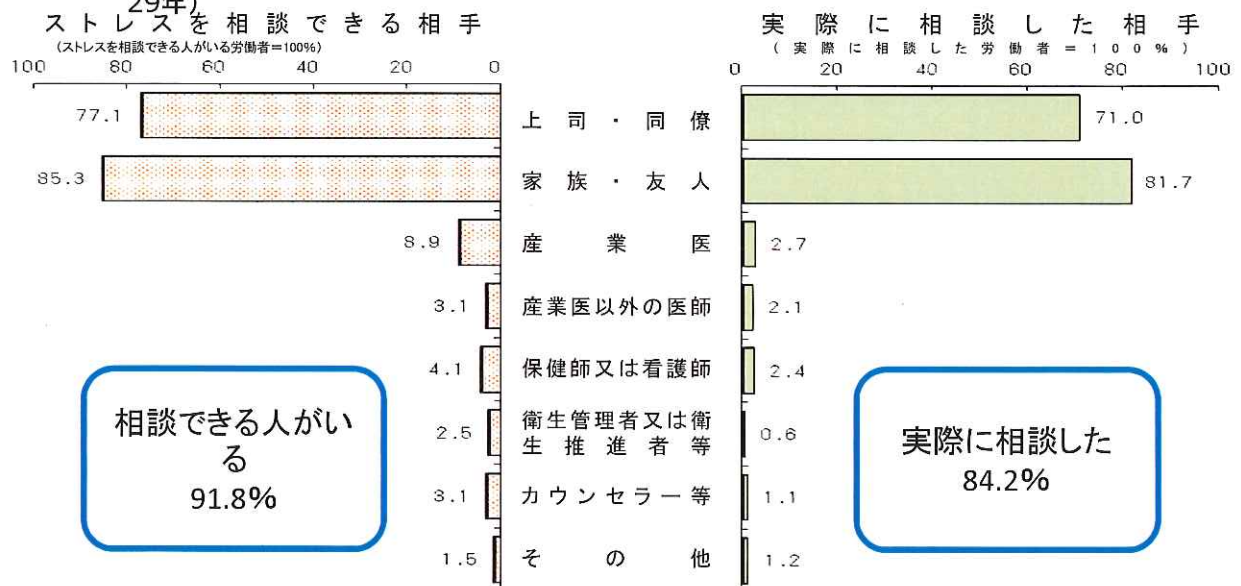 29年)
ストレスを相談できる相手
(ストレスを相談できる人がいる労働者=100%)
100 80 60 40 20 0
実際に相談した相手
(実際に相談した労働者=100%)
0 20 40 60 80 100
77.1 上司・同僚 71.0
85.3 家族・友人 81.7
8.9 産業医 2.7
3.1 産業医以外の医師 2.1
4.1 保健師又は看護師 2.4
2.5 衛生管理者又は衛 0.6
生推進者等
3.1 カウンセラー等 1.1
1.5 その他 1.2
相談できる人がい
る
91.8%
実際に相談した
84.2%